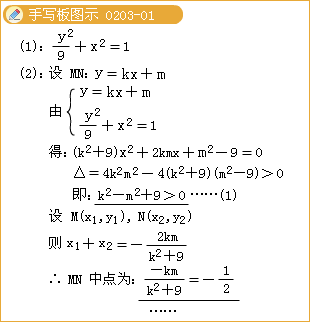 手写板图示 0203-01
(1): y²/9 + x² = 1
(2): 设 MN: y = kx + m
由 { y = kx + m
y²/9 + x² = 1
得: (k²+9)x² + 2kmx + m² − 9 = 0
△ = 4k²m² − 4(k²+9)(m²−9) > 0
即: k² − m² + 9 > 0 ……(1)
设 M(x₁,y₁), N(x₂,y₂)
则 x₁ + x₂ = − 2km/k²+9
∴ MN 中点为: −km/k²+9 = − 1/2
……